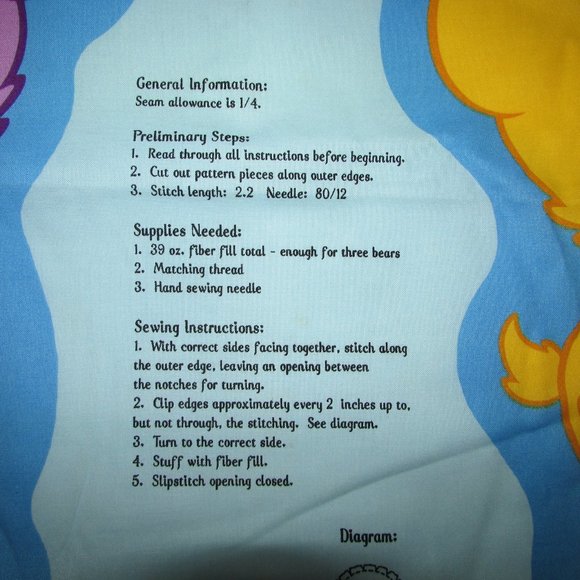 General Information:
Seam allowance is 1/4.
Preliminary Steps:
1. Read through all instructions before beginning.
2. Cut out pattern pieces along outer edges.
3. Stitch length: 2.2 Needle: 80/12
Supplies Needed:
1. 39 oz. fiber fill total - enough for three bears
2. Matching thread
3. Hand sewing needle
Sewing Instructions:
1. With correct sides facing together, stitch along
the outer edge, leaving an opening between
the notches for turning.
2. Clip edges approximately every 2 inches up to,
but not through, the stitching. See diagram.
3. Turn to the correct side.
4. Stuff with fiber fill.
5. Slipstitch opening closed.
Diagram: